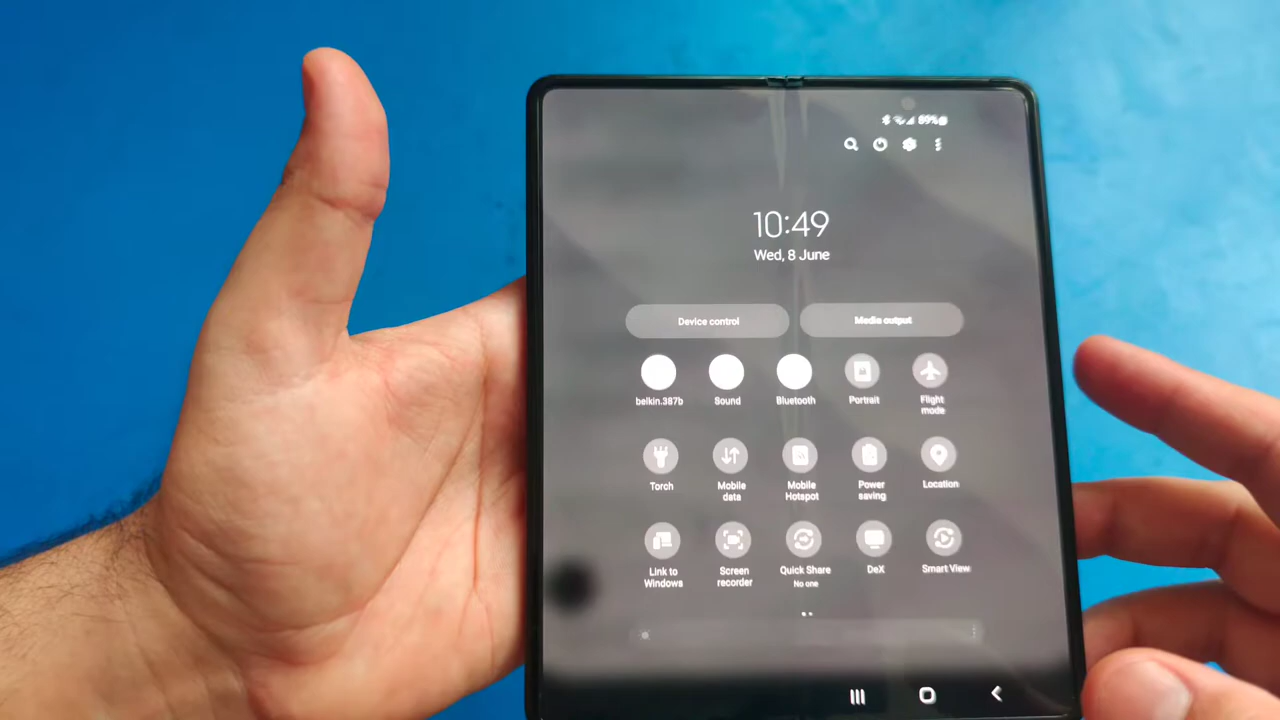 89%
10:49
Wed, 8 June
Device control
Media output
belkin.387b
Sound
Bluetooth
Portrait
Flight
mode
Torch
Mobile
data
Mobile
Hotspot
Power
saving
Location
Link to
Windows
Screen
recorder
Quick Share
No one
DeX
Smart View